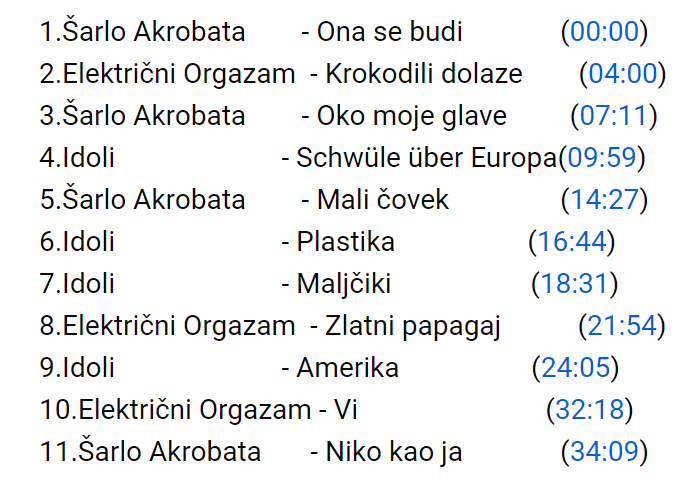 1.Šarlo Akrobata - Ona se budi (00:00)
2.Električni Orgazam - Krokodili dolaze (04:00)
3.Šarlo Akrobata - Oko moje glave (07:11)
4.Idoli - Schwüle über Europa(09:59)
5.Šarlo Akrobata - Mali čovek (14:27)
6.Idoli - Plastika (16:44)
7.Idoli - Maljčiki (18:31)
8.Električni Orgazam - Zlatni papagaj (21:54)
9.Idoli - Amerika (24:05)
10.Električni Orgazam - Vi (32:18)
11.Šarlo Akrobata - Niko kao ja (34:09)